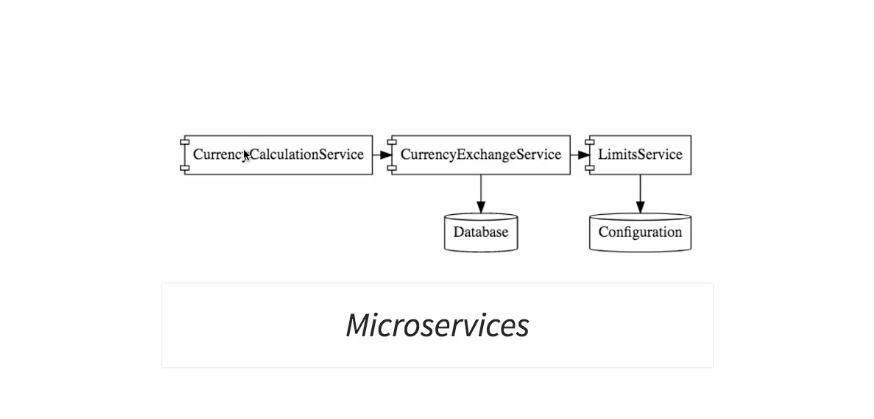 CurrencyCalculationService CurrencyExchangeService LimitsService
Database Configuration
Microservices